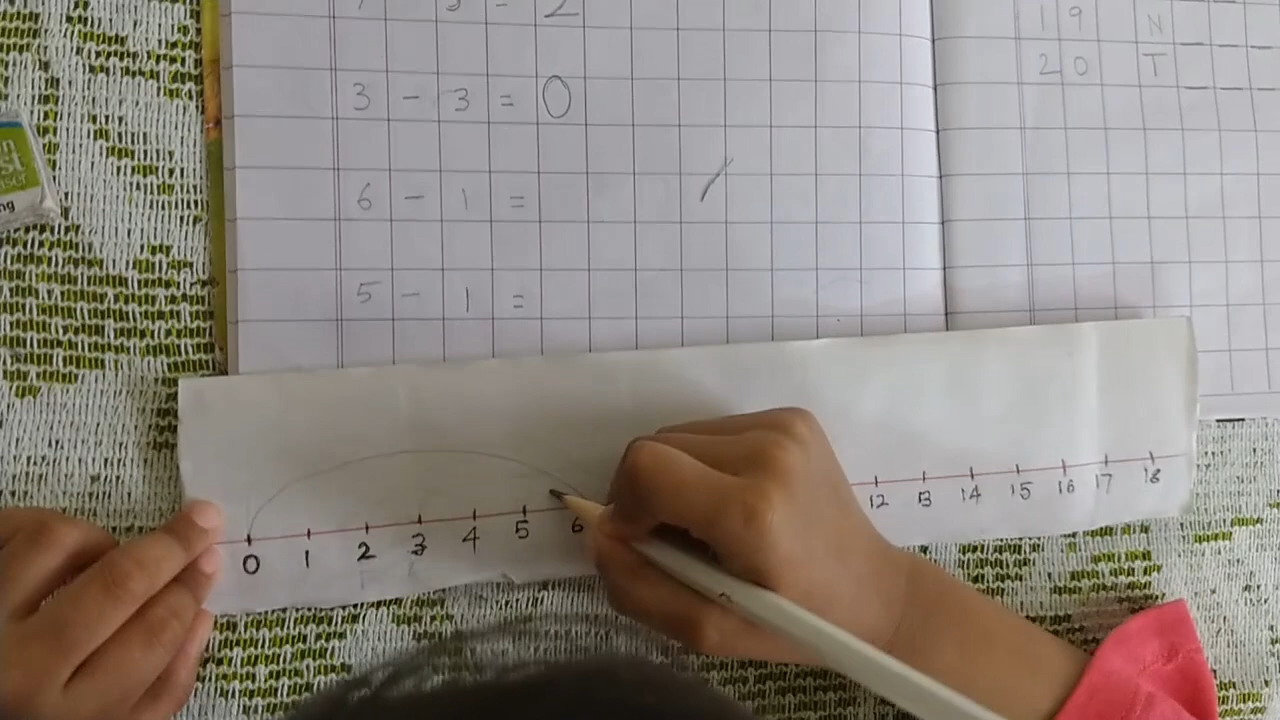 3 - 3 = 0
6 - 1 =
5 - 1 =
19 N
20 T
0 1 2 3 4 5 6 12 13 14 15 16 17 18